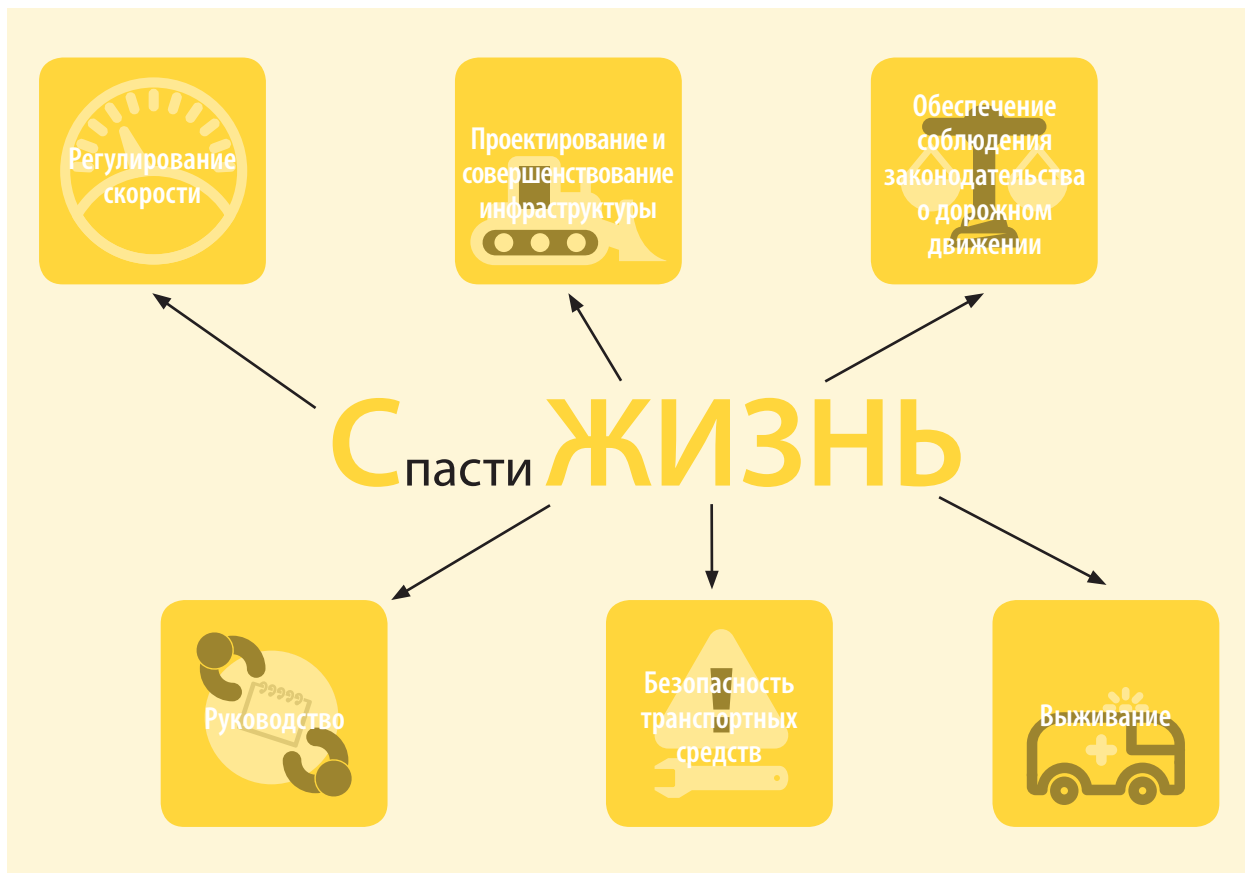 Регулирование
скорости
Проектирование и
совершенствование
инфраструктуры
Обеспечение
соблюдения
законодательства
о дорожном
движении
Спасти ЖИЗНЬ
Руководство
Безопасность
транспортных
средств
Выживание